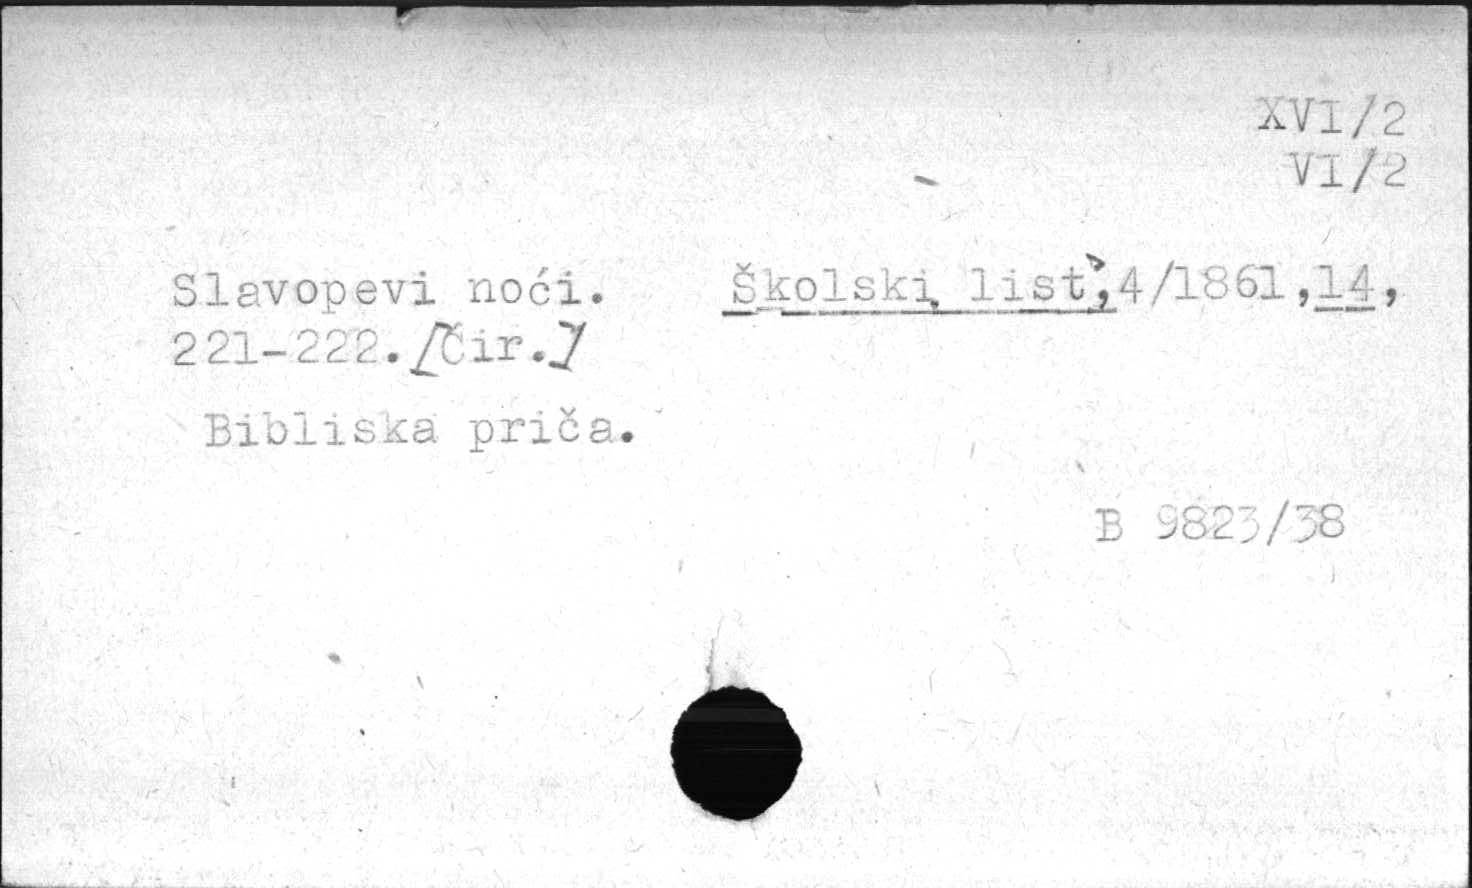 XVI/2
VI/2
Slavopevi noći. Školski list, 4/1861,14,
221-222. [Ćir.]
Bibliska priča.
B 9823/38